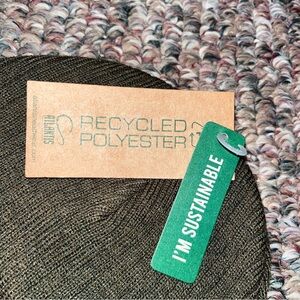 ATLANTIS
RECYCLED
POLYESTER
I'M SUSTAINABLE